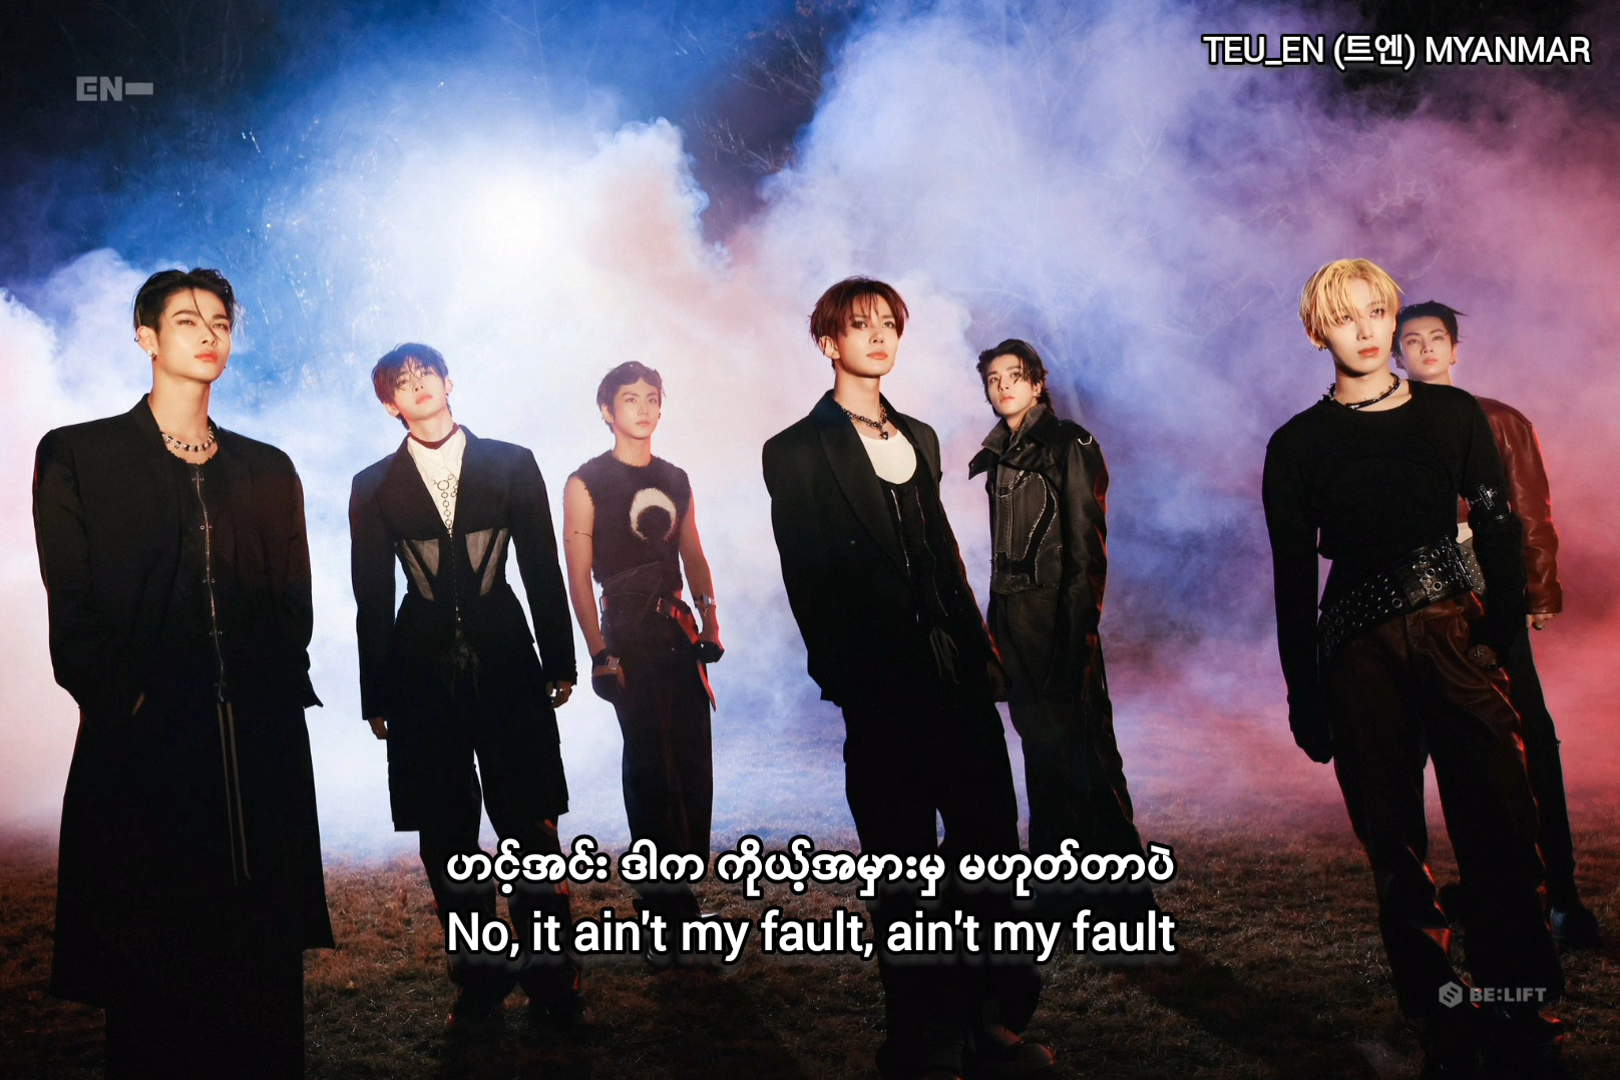 TEU_EN (트엔) MYANMAR
EN-
ဟင့်အင်း ဒါက ကိုယ့်အမှားမှ မဟုတ်တာပဲ
No, it ain't my fault, ain't my fault
BE:LIFT